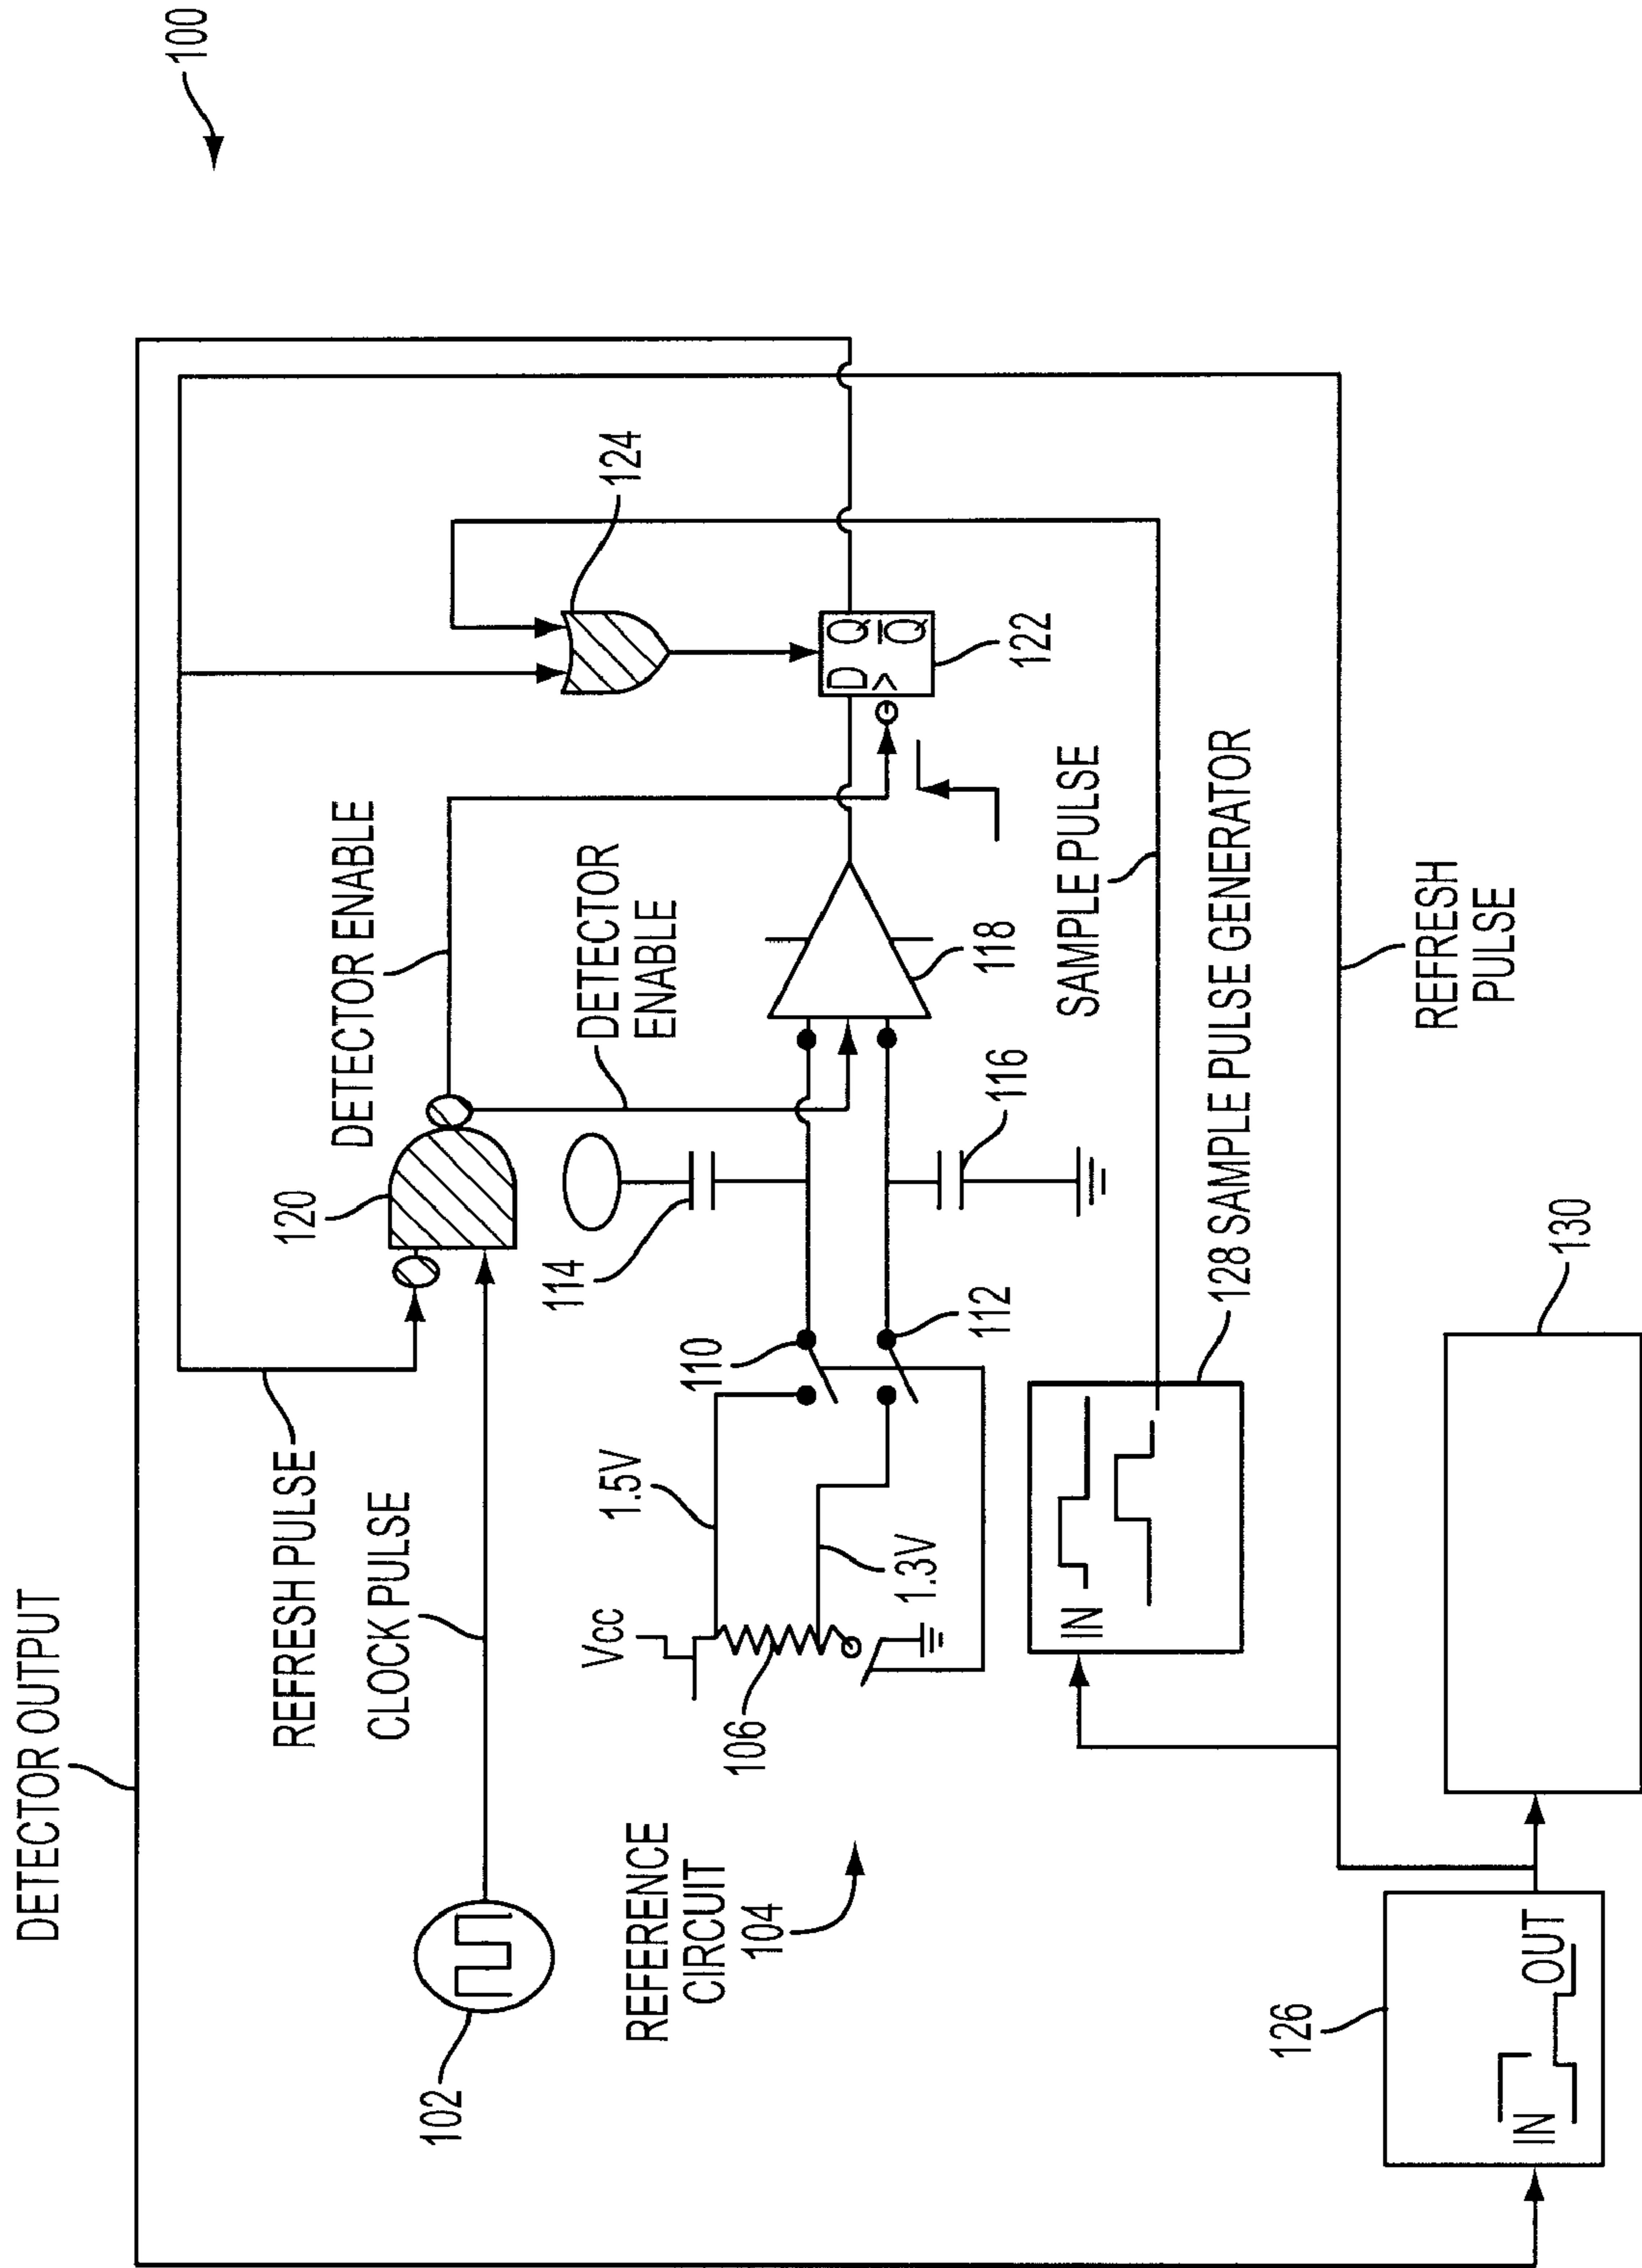 100
DETECTOR OUTPUT
REFRESH PULSE
CLOCK PULSE
102
120
DETECTOR ENABLE
DETECTOR
ENABLE
124
REFERENCE
CIRCUIT
104
Vcc
106
1.5V
1.3V
110
112
114
116
118
D Q
Q̅
122
SAMPLE PULSE
128 SAMPLE PULSE GENERATOR
IN
REFRESH
PULSE
126
IN
OUT
130